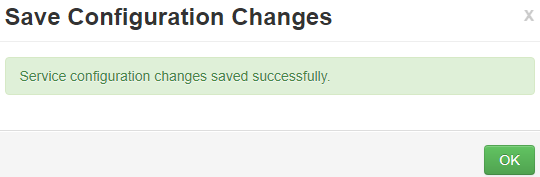 Save Configuration Changes
x
Service configuration changes saved successfully.
OK